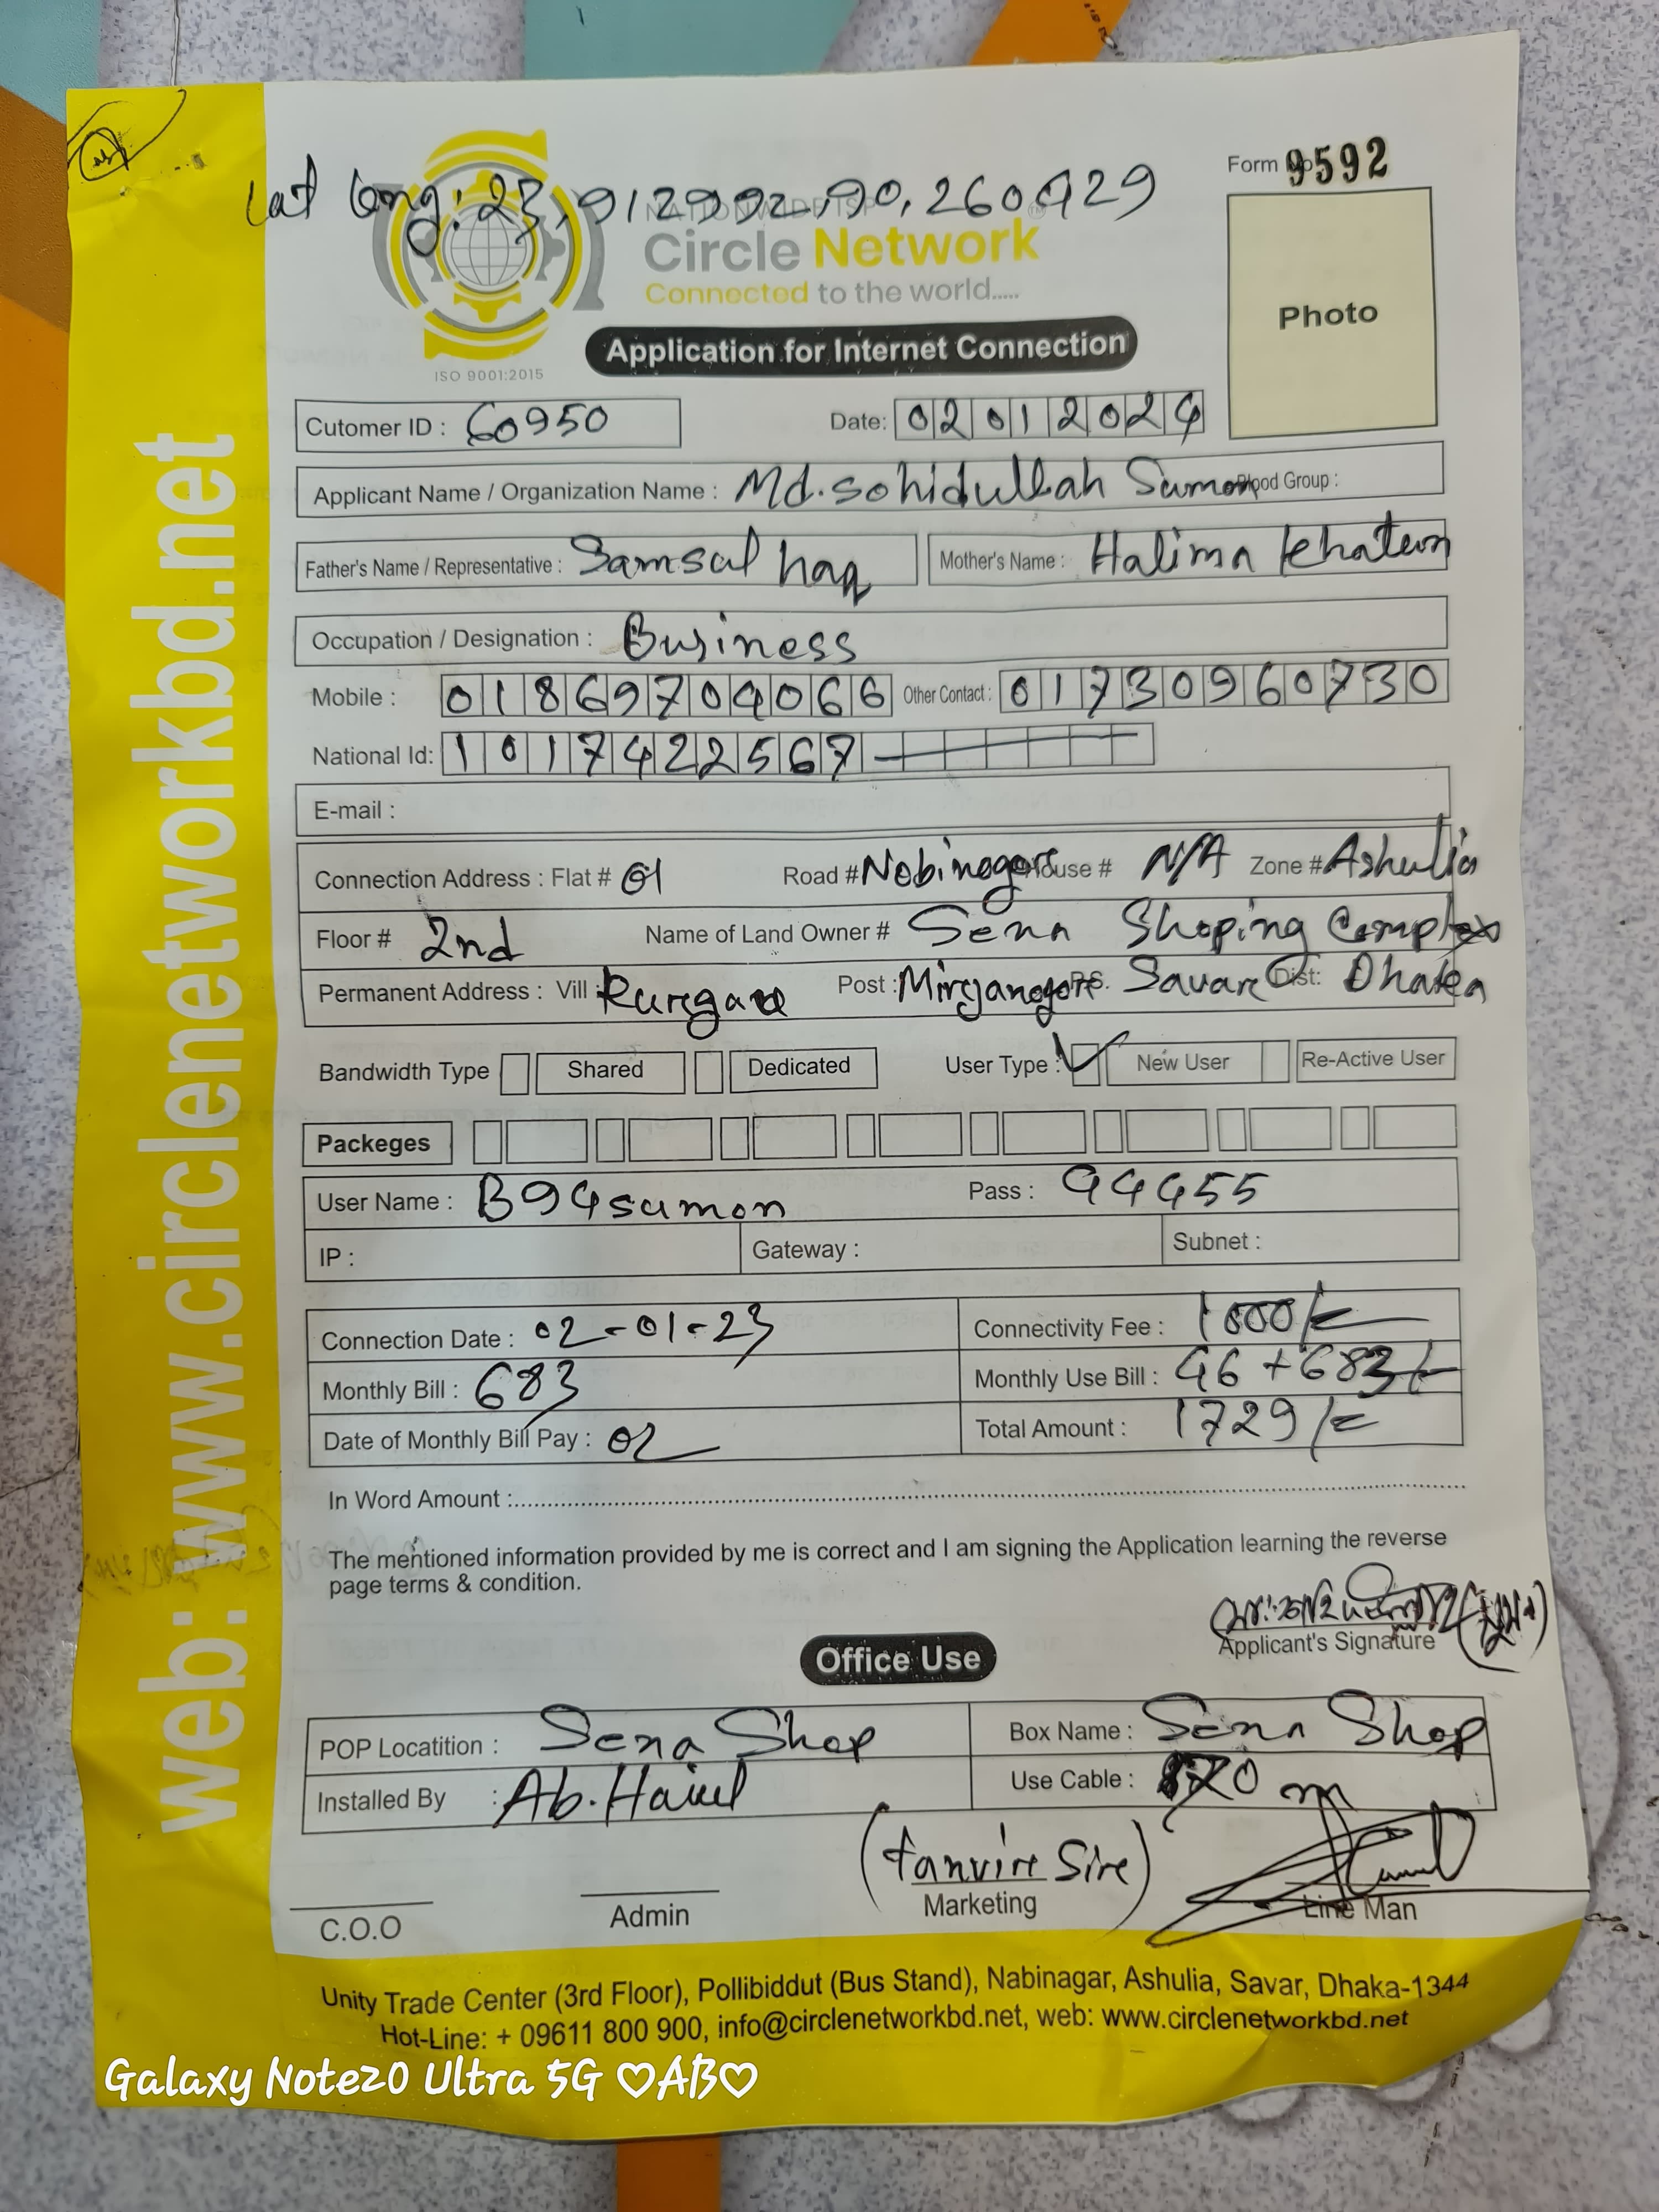 Form No 9592
Lat Long: 23.912992, 90.260929
NATIONWIDE ISP
Circle Network
TM
Connected to the world.....
ISO 9001:2015
Application for Internet Connection
Photo
Cutomer ID : 60950 Date: 02012024
Applicant Name / Organization Name : Md. Sohidullah Sumon Blood Group :
Father's Name / Representative : Samsal haq Mother's Name : Halima Khatun
Occupation / Designation : Business
Mobile : 01869704066 Other Contact : 01730960730
National Id: 1017422567
E-mail :
Connection Address : Flat # 01 Road # Nobinogor House # N/A Zone # Ashulia
Floor # 2nd Name of Land Owner # Sena Shoping Complex
Permanent Address : Vill : Kurgau Post : Mirjanogor P.S. Savar Dist: Dhaka
Bandwidth Type Shared Dedicated User Type : New User Re-Active User
Packeges
User Name : B94sumon Pass : 44455
IP : Gateway : Subnet :
Connection Date : 02-01-23 Connectivity Fee : 1000/-
Monthly Bill : 683 Monthly Use Bill : 46 + 683/-
Date of Monthly Bill Pay : 02 Total Amount : 1729/-
In Word Amount :
The mentioned information provided by me is correct and I am signing the Application learning the reverse
page terms & condition.
Applicant's Signature
Office Use
POP Locatition : Sena Shop Box Name : Sena Shop
Installed By : Ab. Use Cable : 170 m
(tanvir Sir)
C.O.O Admin Marketing Line Man
Unity Trade Center (3rd Floor), Pollibiddut (Bus Stand), Nabinagar, Ashulia, Savar, Dhaka-1344
Hot-Line: + 09611 800 900, info@circlenetworkbd.net, web: www.circlenetworkbd.net
web: www.circlenetworkbd.net
Galaxy Note20 Ultra 5G ♡AB♡